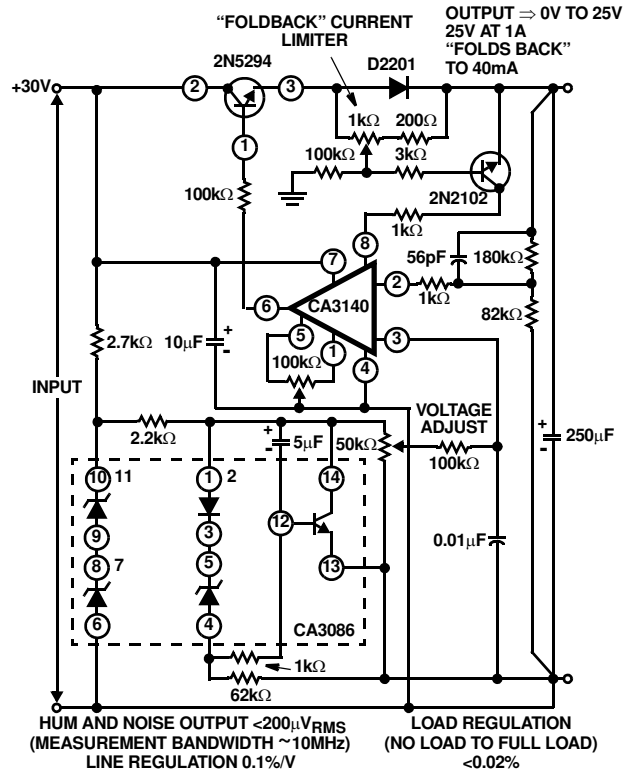 “FOLDBACK” CURRENT
LIMITER
OUTPUT ⇒ 0V TO 25V
25V AT 1A
“FOLDS BACK”
TO 40mA
2N5294
D2201
+30V
2
3
1kΩ
200Ω
1
100kΩ
3kΩ
100kΩ
2N2102
1kΩ
8
7
56pF
180kΩ
2
6
CA3140
1kΩ
2.7kΩ
10μF
+
-
5
1
3
82kΩ
100kΩ
4
INPUT
VOLTAGE
ADJUST
2.2kΩ
+
-
5μF
50kΩ
100kΩ
+
-
250μF
10
11
1
2
14
9
3
12
0.01μF
8
7
5
13
6
4
CA3086
1kΩ
62kΩ
HUM AND NOISE OUTPUT <200μVRMS
(MEASUREMENT BANDWIDTH ~10MHz)
LINE REGULATION 0.1%/V
LOAD REGULATION
(NO LOAD TO FULL LOAD)
<0.02%